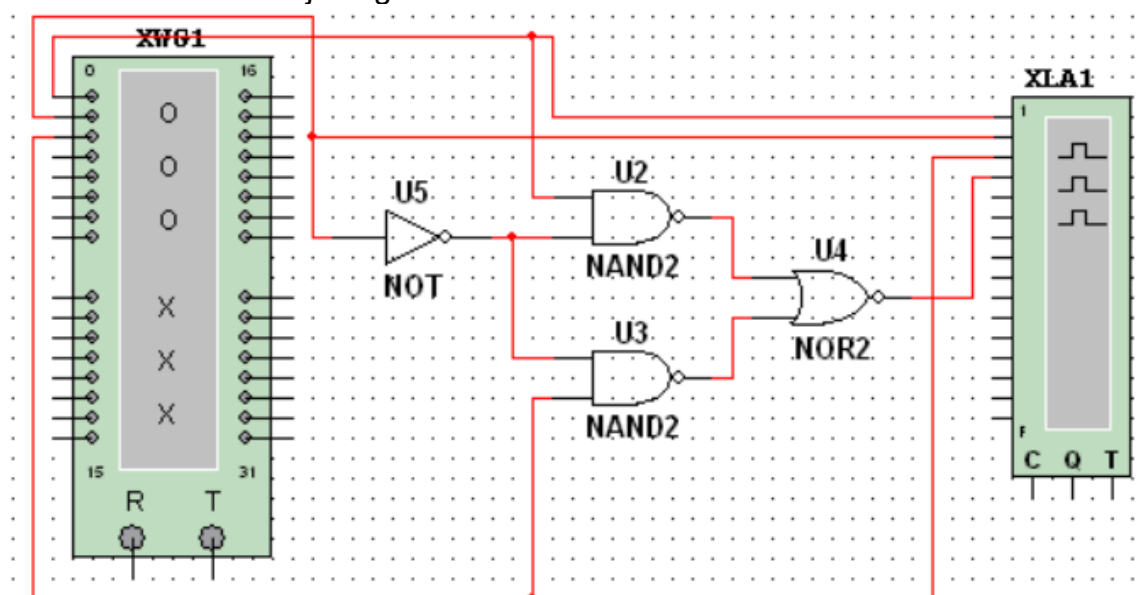 XWG1
0 16
O
O
O
X
X
X
15 31
R T
U5
NOT
U2
NAND2
U3
NAND2
U4
NOR2
XLA1
1
F
C Q T